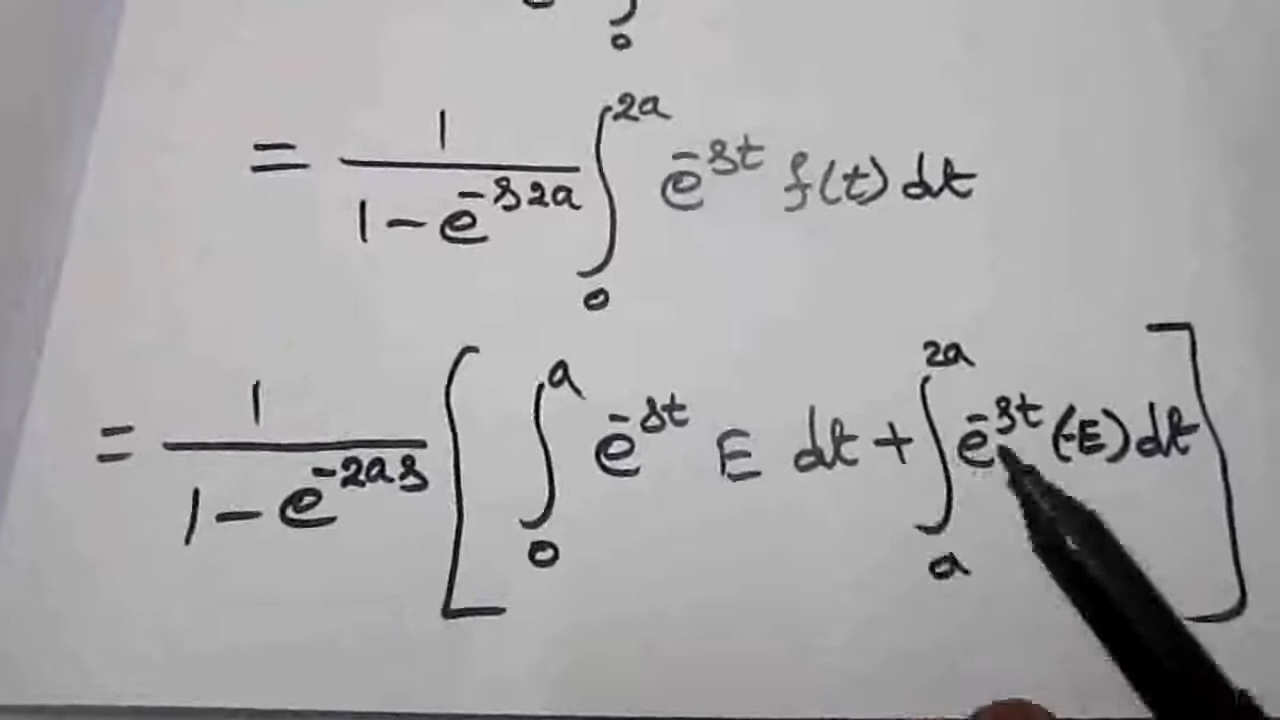 = 1 / (1 - e^{-s2a}) ∫_0^{2a} e^{-st} f(t) dt
= 1 / (1 - e^{-2as}) [ ∫_0^a e^{-st} E dt + ∫_a^{2a} e^{-st} (-E) dt ]